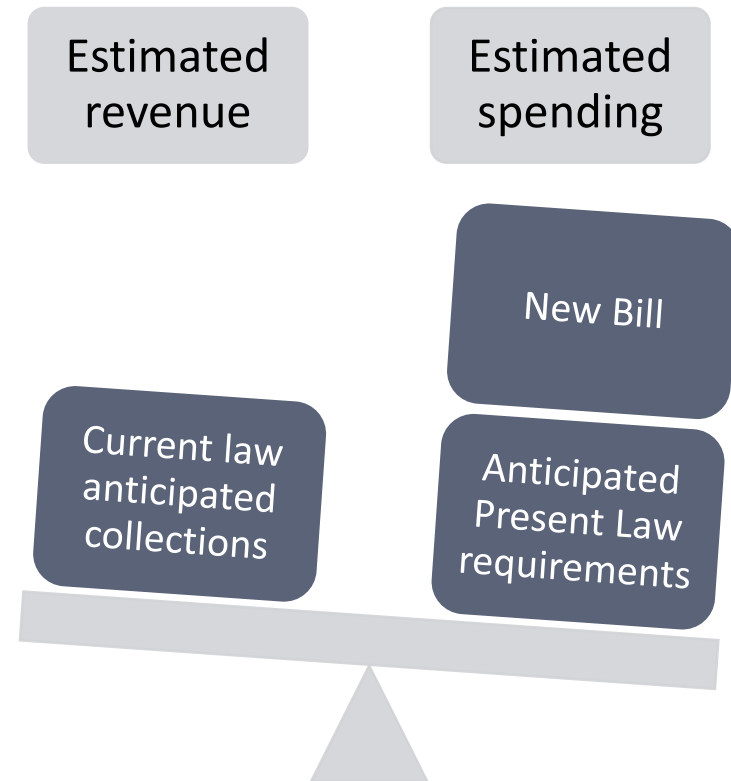 Estimated
revenue
Estimated
spending
New Bill
Current law
anticipated
collections
Anticipated
Present Law
requirements